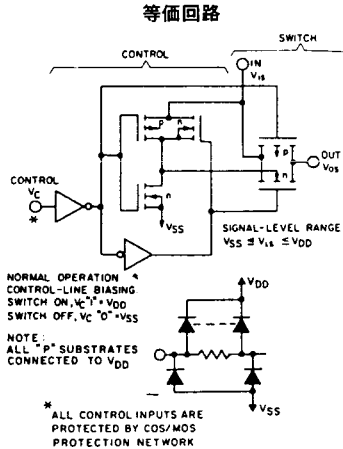 等価回路
SWITCH
CONTROL
IN
Vis
p
n
p
n
OUT
Vos
CONTROL
VC
*
n
VSS
SIGNAL-LEVEL RANGE
VSS ≦ Vis ≦ VDD
NORMAL OPERATION
CONTROL-LINE BIASING
SWITCH ON, VC "1" = VDD
SWITCH OFF, VC "0" = VSS
NOTE:
ALL "P" SUBSTRATES
CONNECTED TO VDD
VDD
VSS
* ALL CONTROL INPUTS ARE
PROTECTED BY COS/MOS
PROTECTION NETWORK